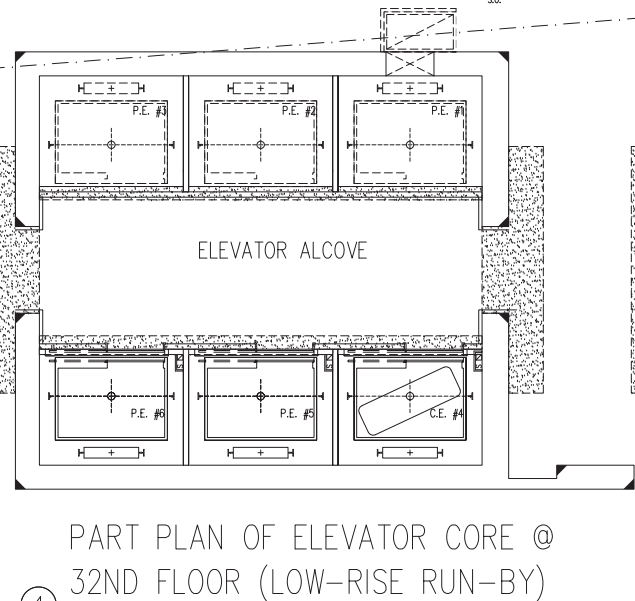 S.O.
P.E. #3 P.E. #2 P.E. #1
ELEVATOR ALCOVE
P.E. #6 P.E. #5 C.E. #4
PART PLAN OF ELEVATOR CORE @
32ND FLOOR (LOW-RISE RUN-BY)